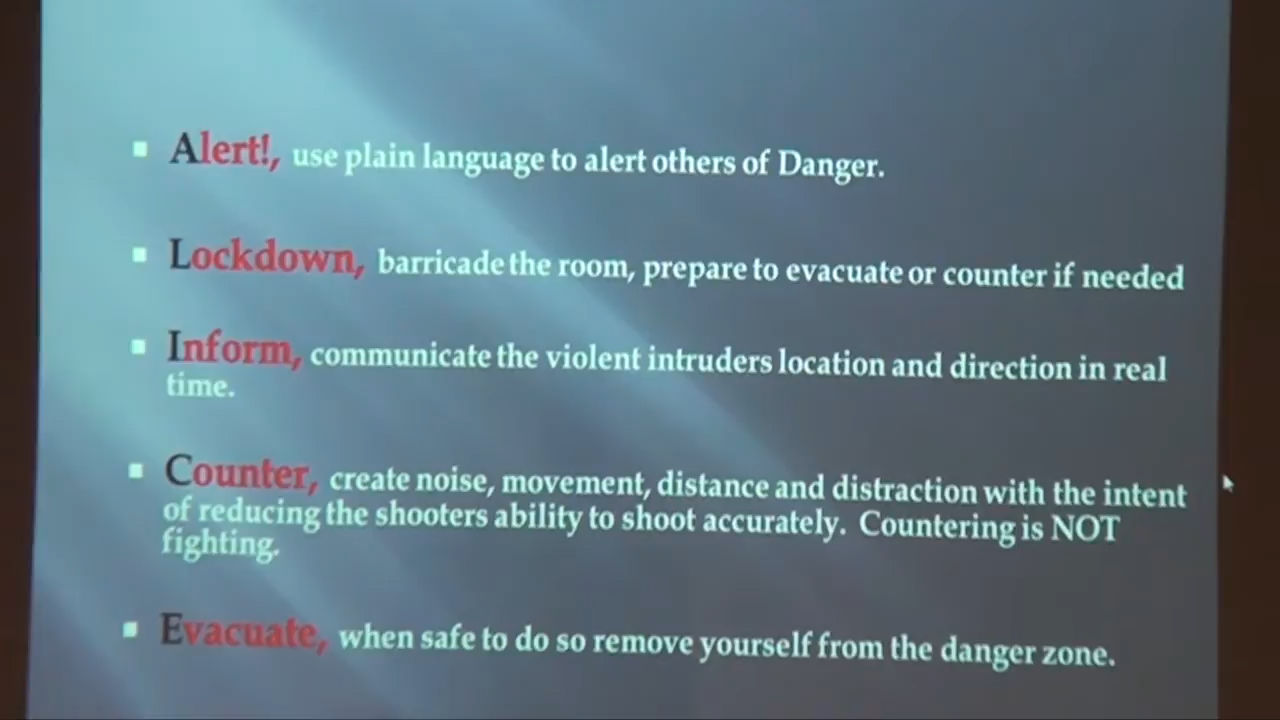 Alert!, use plain language to alert others of Danger.
Lockdown, barricade the room, prepare to evacuate or counter if needed
Inform, communicate the violent intruders location and direction in real
time.
Counter, create noise, movement, distance and distraction with the intent
of reducing the shooters ability to shoot accurately. Countering is NOT
fighting.
Evacuate, when safe to do so remove yourself from the danger zone.